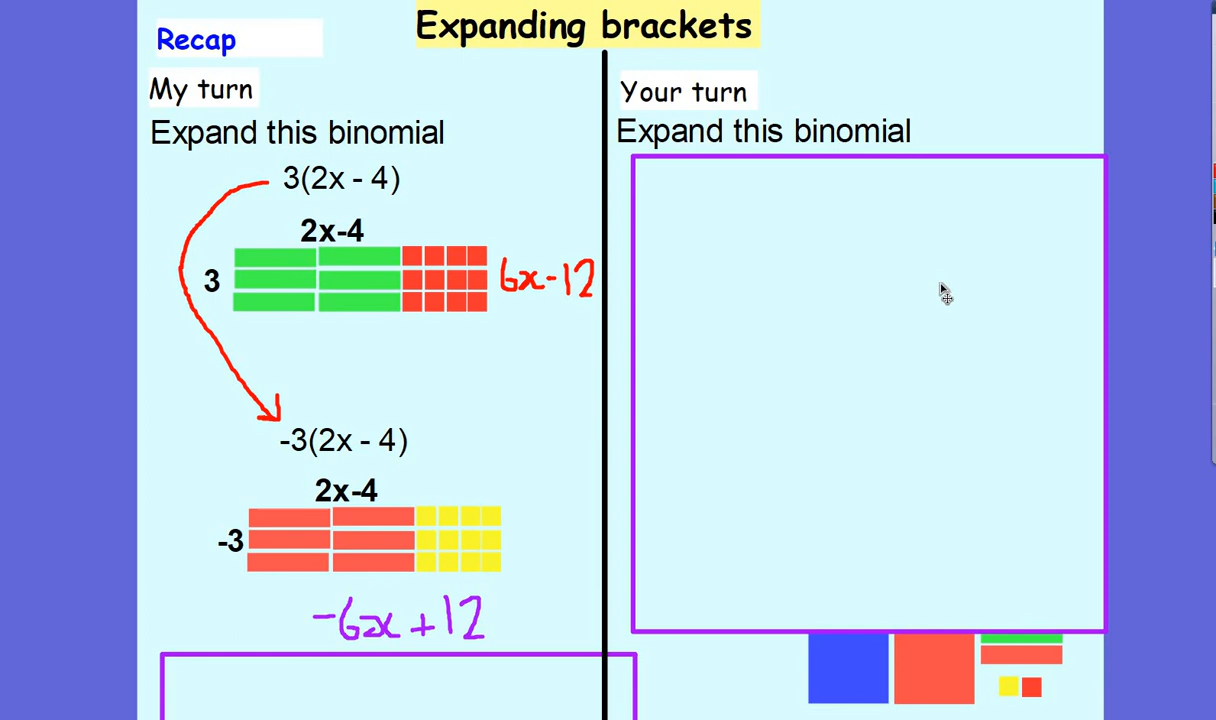 Expanding brackets
Recap
My turn
Expand this binomial
3(2x - 4)
2x-4
3
6x-12
-3(2x - 4)
2x-4
-3
-6x+12
Your turn
Expand this binomial